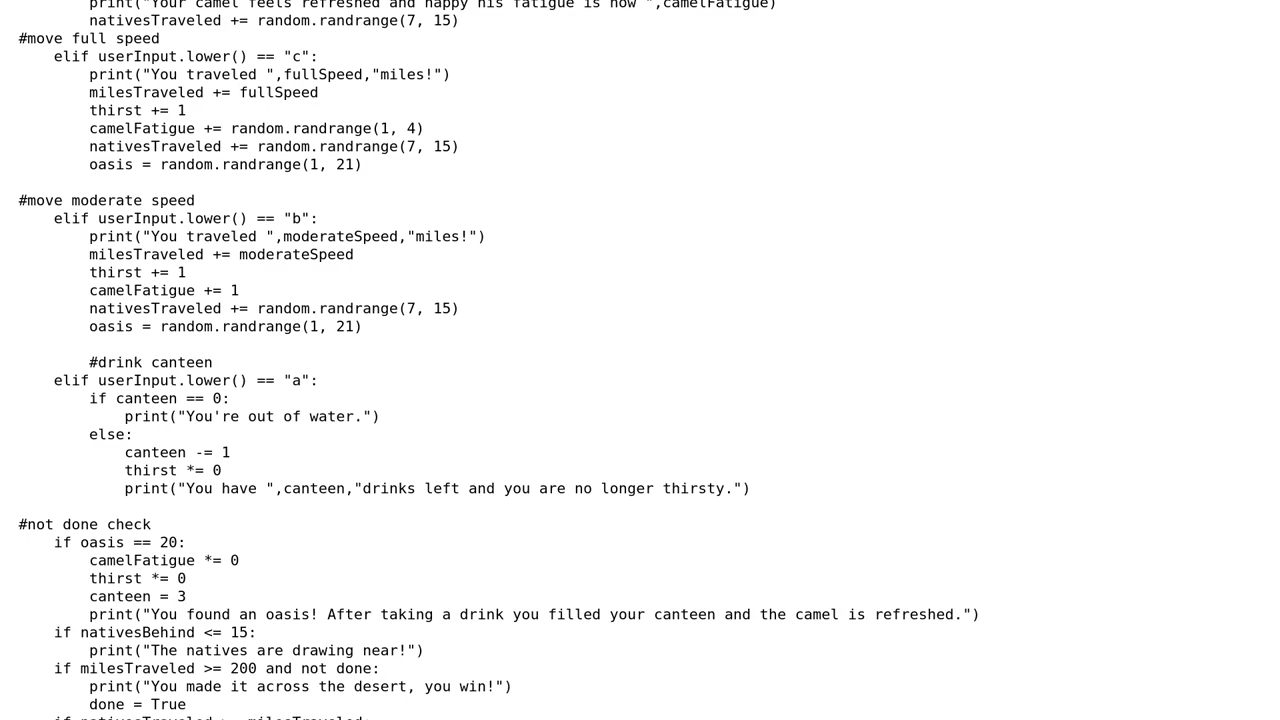 print("Your camel feels refreshed and happy his fatigue is now ",camelFatigue)
        nativesTraveled += random.randrange(7, 15)
#move full speed
    elif userInput.lower() == "c":
        print("You traveled ",fullSpeed,"miles!")
        milesTraveled += fullSpeed
        thirst += 1
        camelFatigue += random.randrange(1, 4)
        nativesTraveled += random.randrange(7, 15)
        oasis = random.randrange(1, 21)

#move moderate speed
    elif userInput.lower() == "b":
        print("You traveled ",moderateSpeed,"miles!")
        milesTraveled += moderateSpeed
        thirst += 1
        camelFatigue += 1
        nativesTraveled += random.randrange(7, 15)
        oasis = random.randrange(1, 21)

        #drink canteen
    elif userInput.lower() == "a":
        if canteen == 0:
            print("You're out of water.")
        else:
            canteen -= 1
            thirst *= 0
            print("You have ",canteen,"drinks left and you are no longer thirsty.")

#not done check
    if oasis == 20:
        camelFatigue *= 0
        thirst *= 0
        canteen = 3
        print("You found an oasis! After taking a drink you filled your canteen and the camel is refreshed.")
    if nativesBehind <= 15:
        print("The natives are drawing near!")
    if milesTraveled >= 200 and not done:
        print("You made it across the desert, you win!")
        done = True
    if nativesTraveled >= milesTraveled: